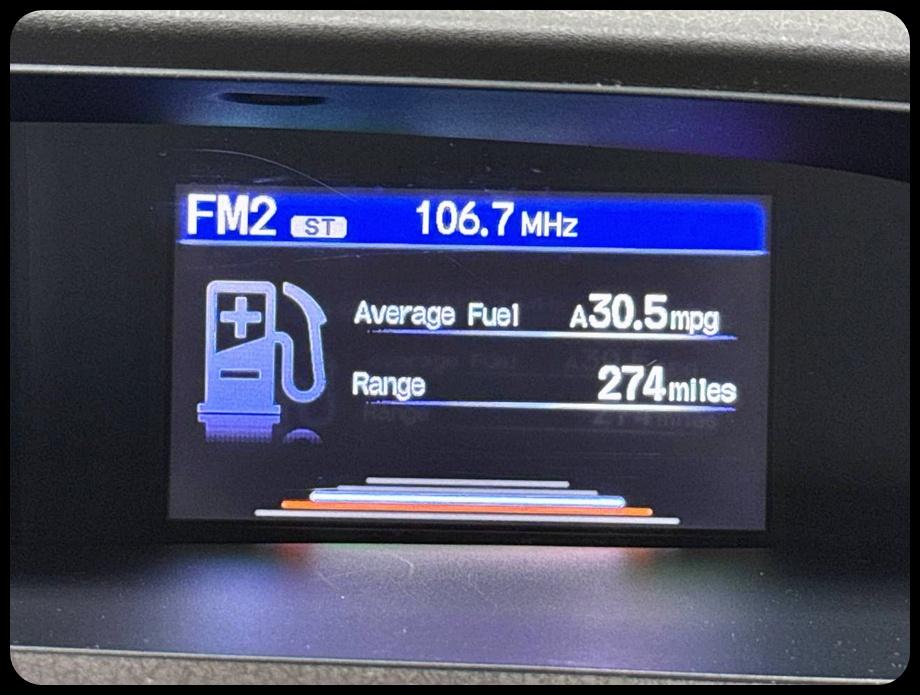 FM2 ST 106.7 MHz
Average Fuel A30.5mpg
Range 274miles